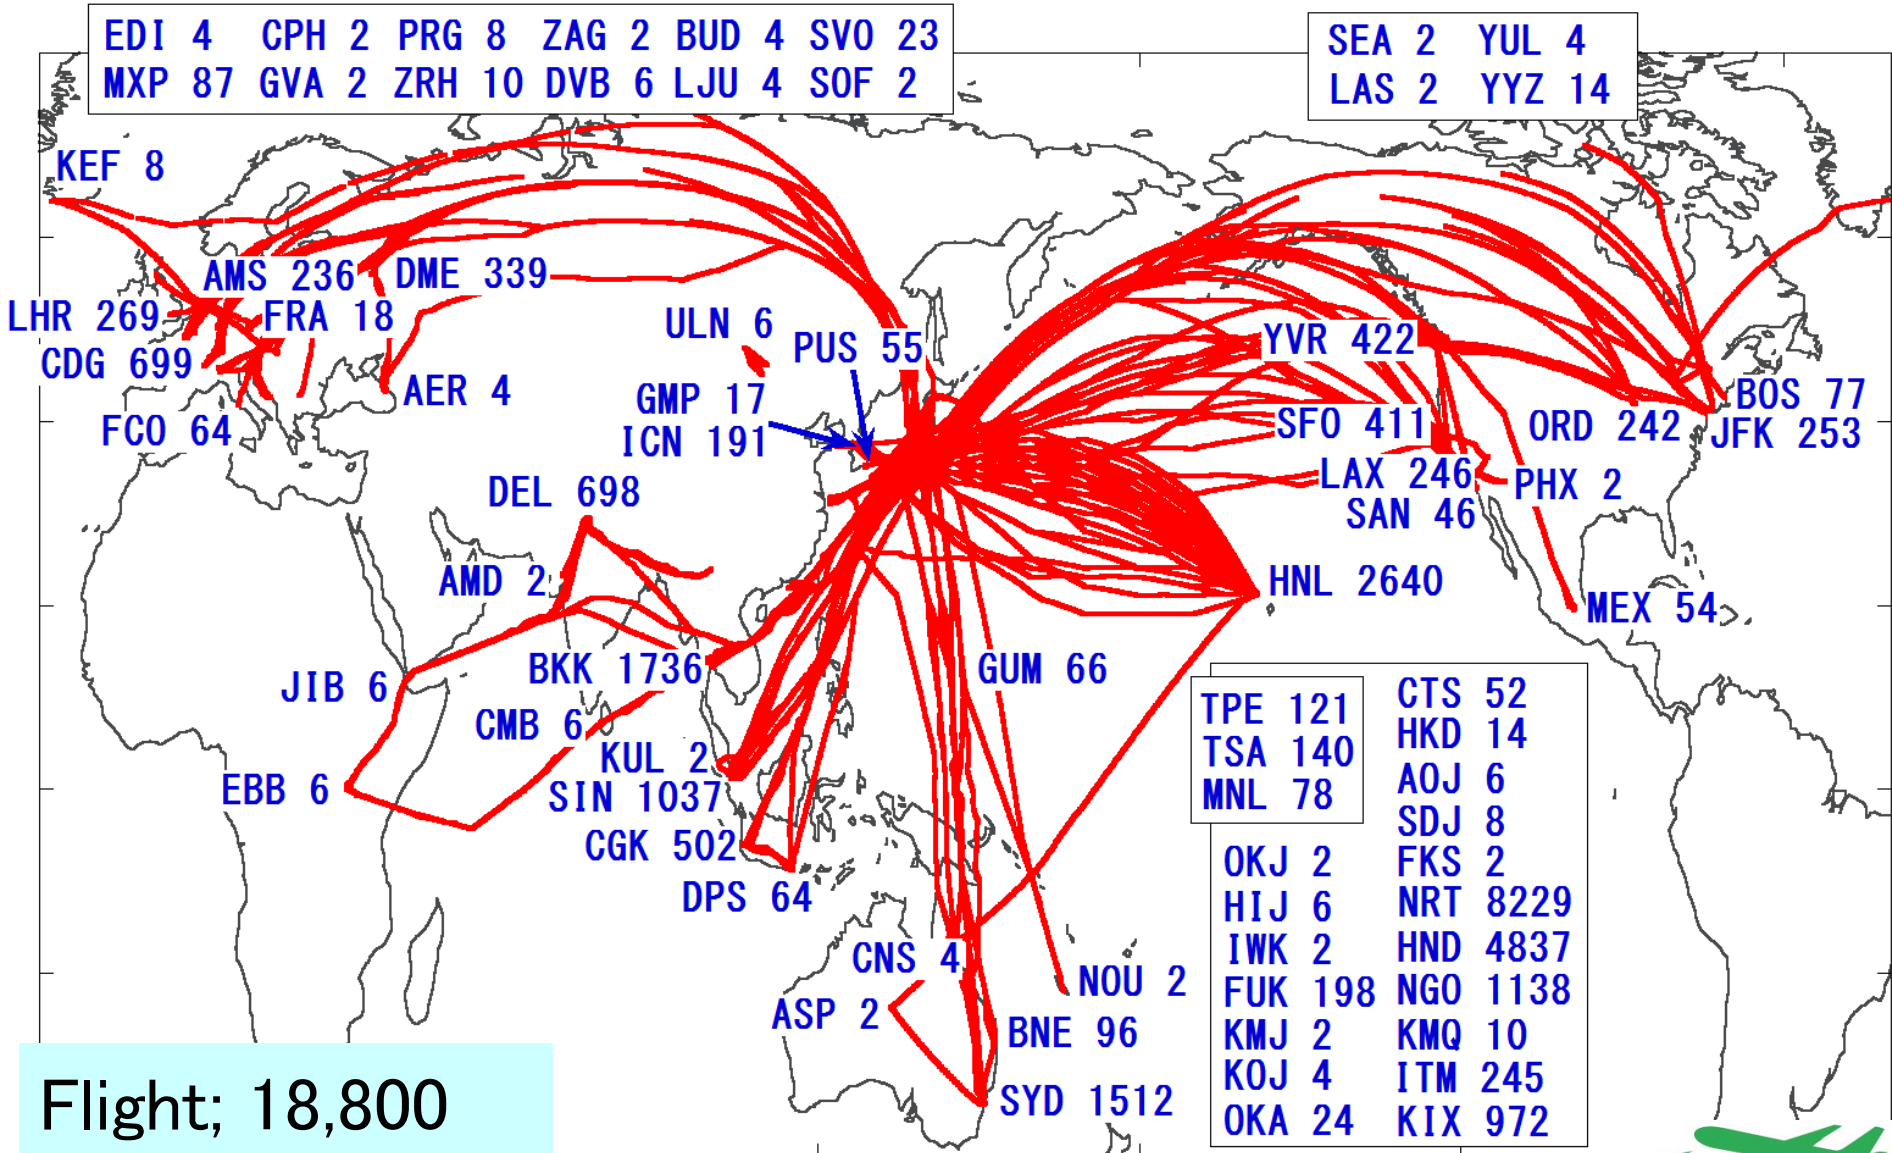 EDI 4 CPH 2 PRG 8 ZAG 2 BUD 4 SVO 23
MXP 87 GVA 2 ZRH 10 DVB 6 LJU 4 SOF 2
SEA 2 YUL 4
LAS 2 YYZ 14
KEF 8
AMS 236
DME 339
LHR 269
FRA 18
CDG 699
AER 4
FCO 64
ULN 6
PUS 55
GMP 17
ICN 191
YVR 422
SFO 411
ORD 242
BOS 77
JFK 253
LAX 246
PHX 2
SAN 46
DEL 698
AMD 2
HNL 2640
MEX 54
JIB 6
BKK 1736
GUM 66
CMB 6
KUL 2
EBB 6
SIN 1037
CGK 502
DPS 64
CNS 4
NOU 2
ASP 2
BNE 96
SYD 1512
TPE 121
TSA 140
MNL 78
CTS 52
HKD 14
AOJ 6
SDJ 8
OKJ 2 FKS 2
HIJ 6 NRT 8229
IWK 2 HND 4837
FUK 198 NGO 1138
KMJ 2 KMQ 10
KOJ 4 ITM 245
OKA 24 KIX 972
Flight; 18,800